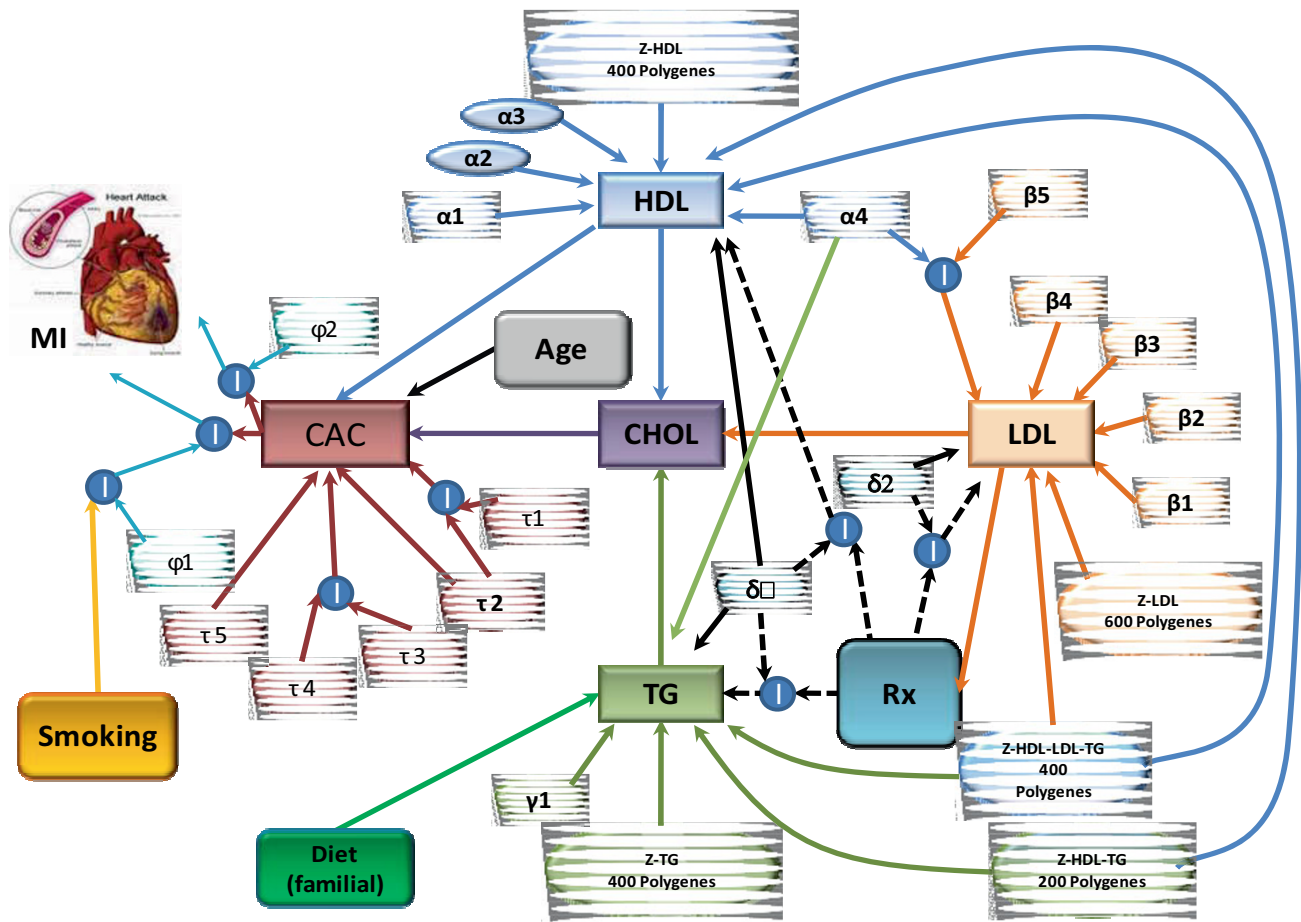 Z-HDL
400 Polygenes
α3
α2
α1
HDL
α4
β5
I
Heart Attack
MI
φ2
I
Age
β4
β3
β2
β1
I
CAC
CHOL
LDL
I
φ1
I
τ1
τ 2
I
τ 3
τ 4
τ 5
δ2
I
I
δ□
Z-LDL
600 Polygenes
Smoking
TG
I
Rx
Z-HDL-LDL-TG
400
Polygenes
γ1
Diet
(familial)
Z-TG
400 Polygenes
Z-HDL-TG
200 Polygenes